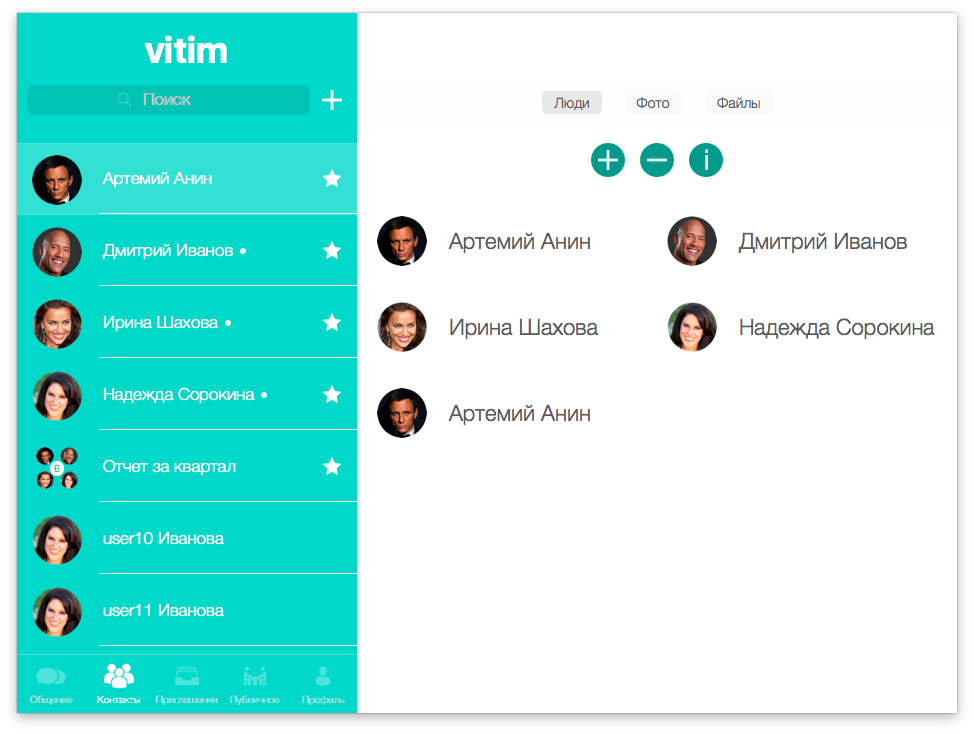 vitim
Поиск
Артемий Анин
Дмитрий Иванов •
Ирина Шахова •
Надежда Сорокина •
6
Отчет за квартал
user10 Иванова
user11 Иванова
Общение Контакты Приглашения Публичное Профиль
Люди Фото Файлы
i
Артемий Анин Дмитрий Иванов
Ирина Шахова Надежда Сорокина
Артемий Анин